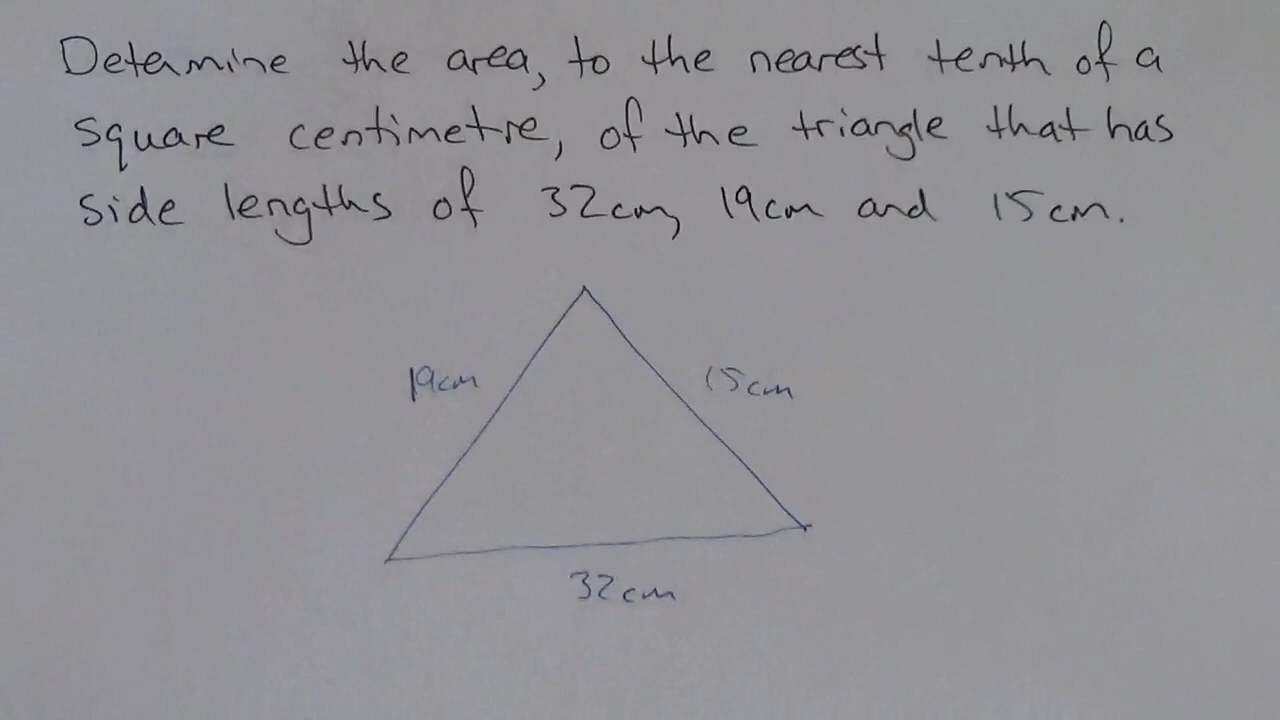 Determine the area, to the nearest tenth of a
square centimetre, of the triangle that has
side lengths of 32cm, 19cm and 15cm.
19cm
15cm
32cm